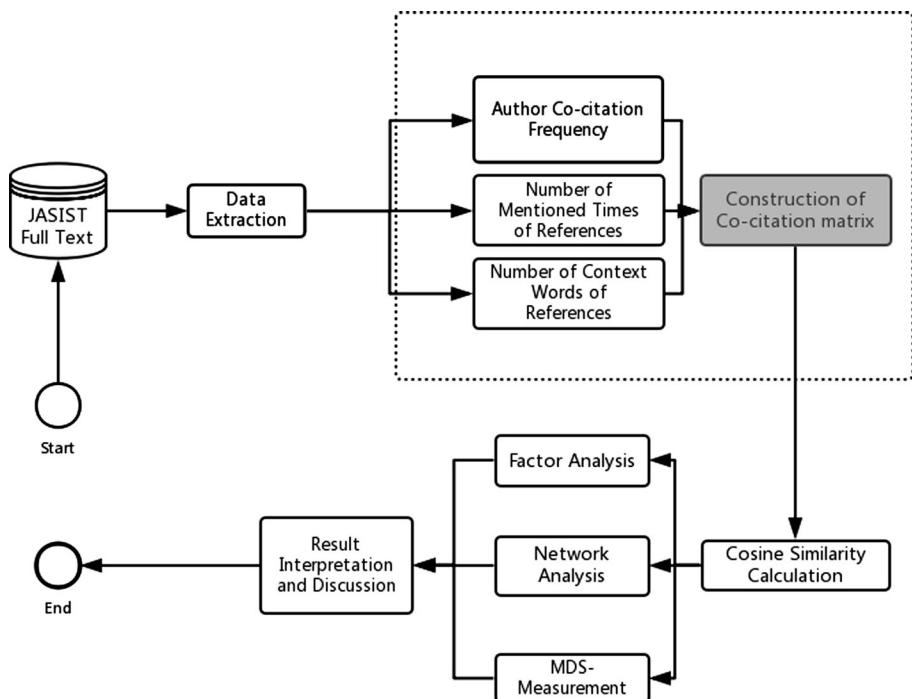 Author Co-citation
Frequency
JASIST
Full Text
Data
Extraction
Number of
Mentioned Times
of References
Construction of
Co-citation matrix
Number of Context
Words of
References
Start
Factor Analysis
Result
Interpretation
and Discussion
Network
Analysis
Cosine Similarity
Calculation
End
MDS-
Measurement